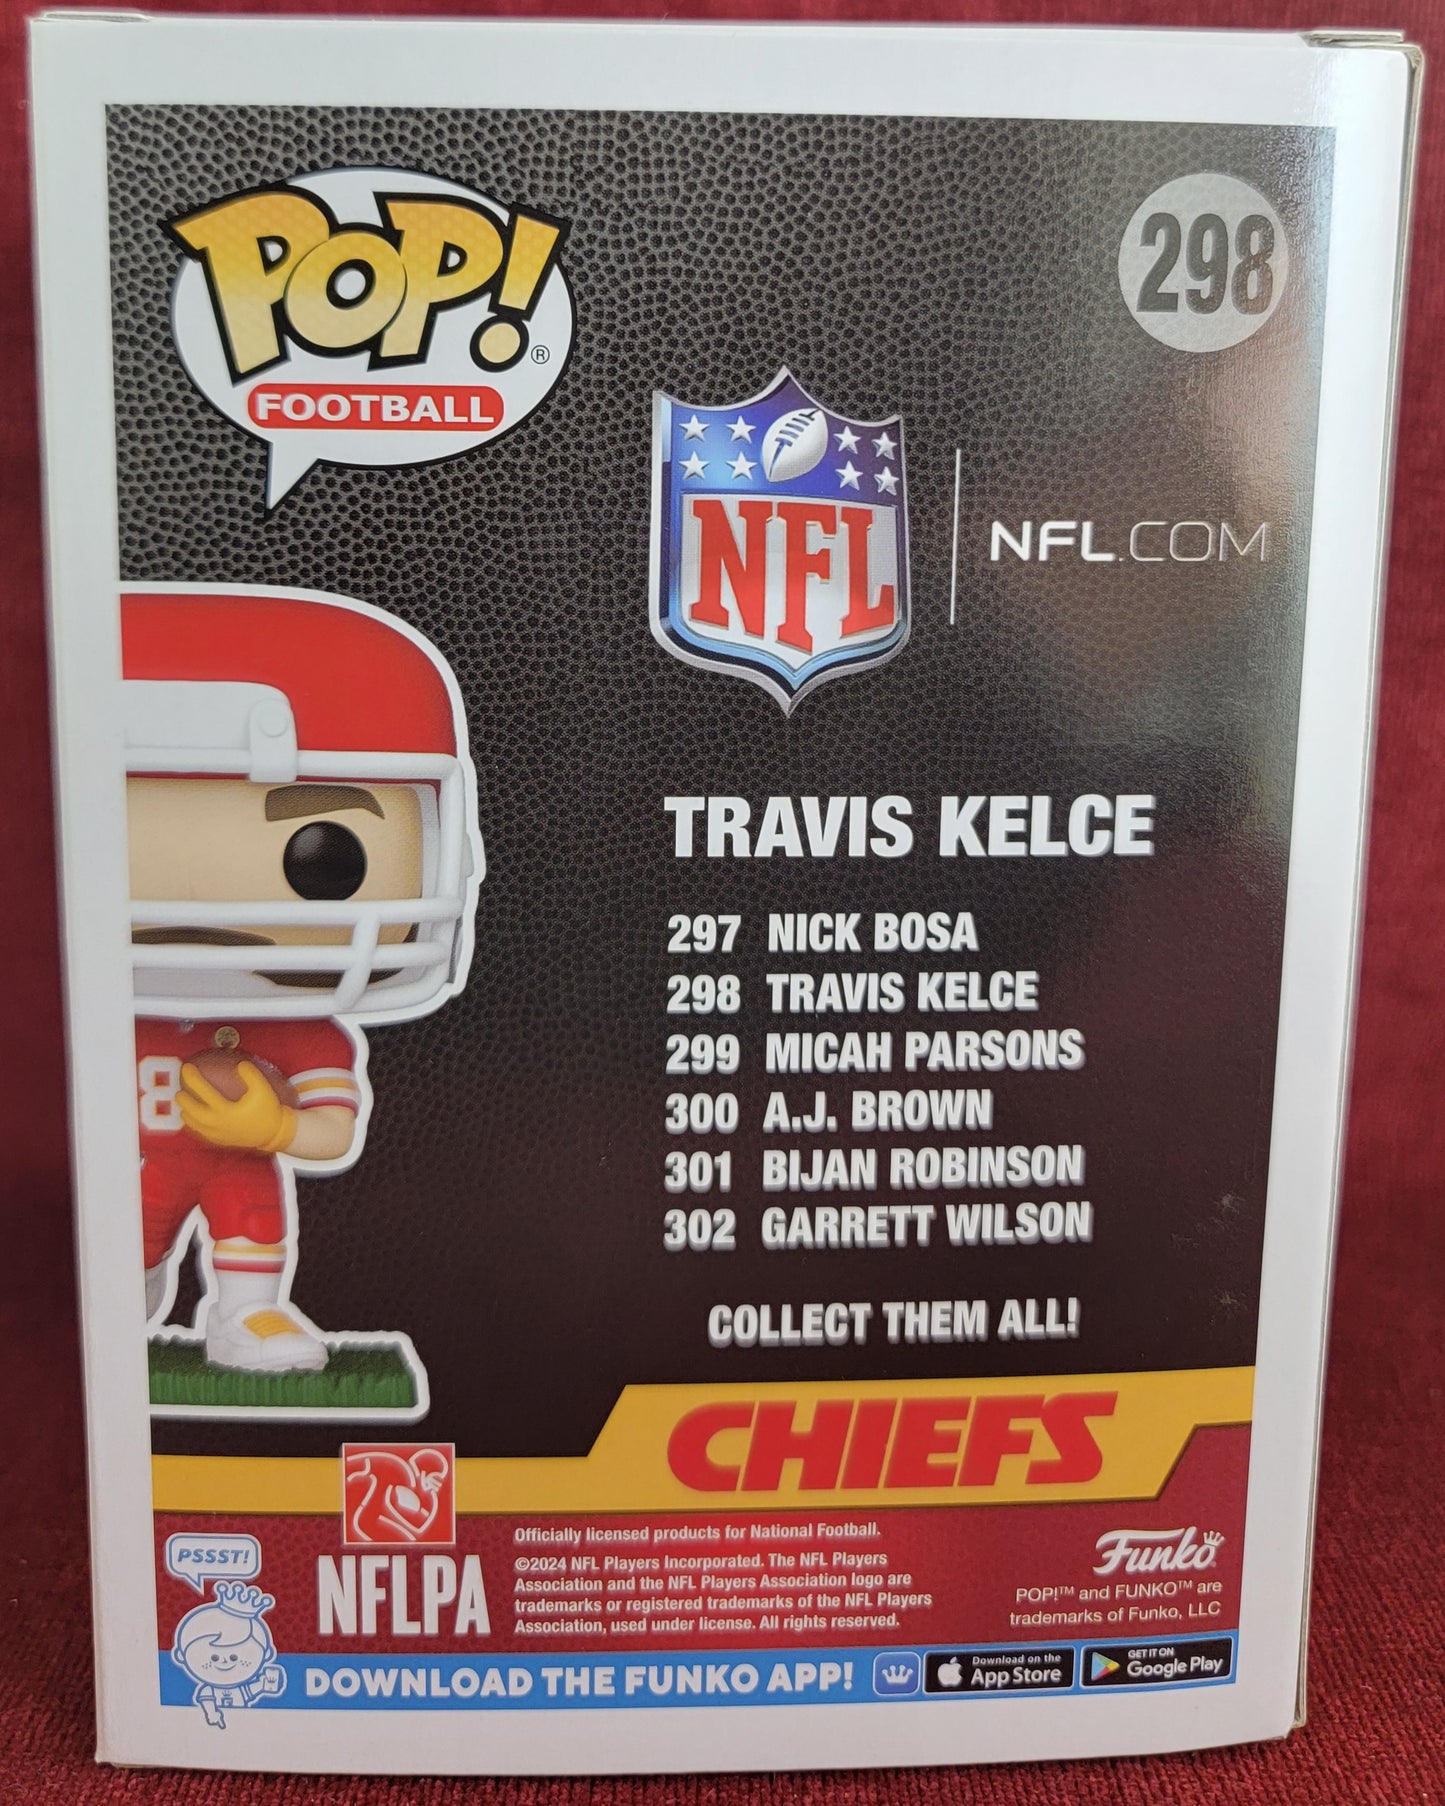 POP!®
FOOTBALL
298
NFL
NFL.COM
TRAVIS KELCE
297 NICK BOSA
298 TRAVIS KELCE
299 MICAH PARSONS
300 A.J. BROWN
301 BIJAN ROBINSON
302 GARRETT WILSON
COLLECT THEM ALL!
8
CHIEFS
NFLPA
Officially licensed products for National Football.
©2024 NFL Players Incorporated. The NFL Players
Association and the NFL Players Association logo are
trademarks or registered trademarks of the NFL Players
Association, used under license. All rights reserved.
Funko
POP!™ and FUNKO™ are
trademarks of Funko, LLC
PSSST!
DOWNLOAD THE FUNKO APP!
Download on the
App Store
GET IT ON
Google Play